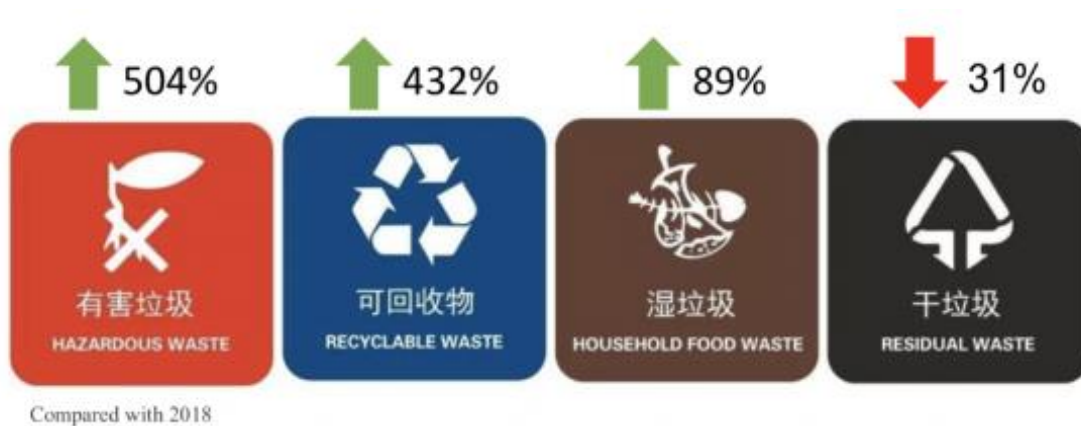 504%
432%
89%
31%
有害垃圾
HAZARDOUS WASTE
可回收物
RECYCLABLE WASTE
湿垃圾
HOUSEHOLD FOOD WASTE
干垃圾
RESIDUAL WASTE
Compared with 2018